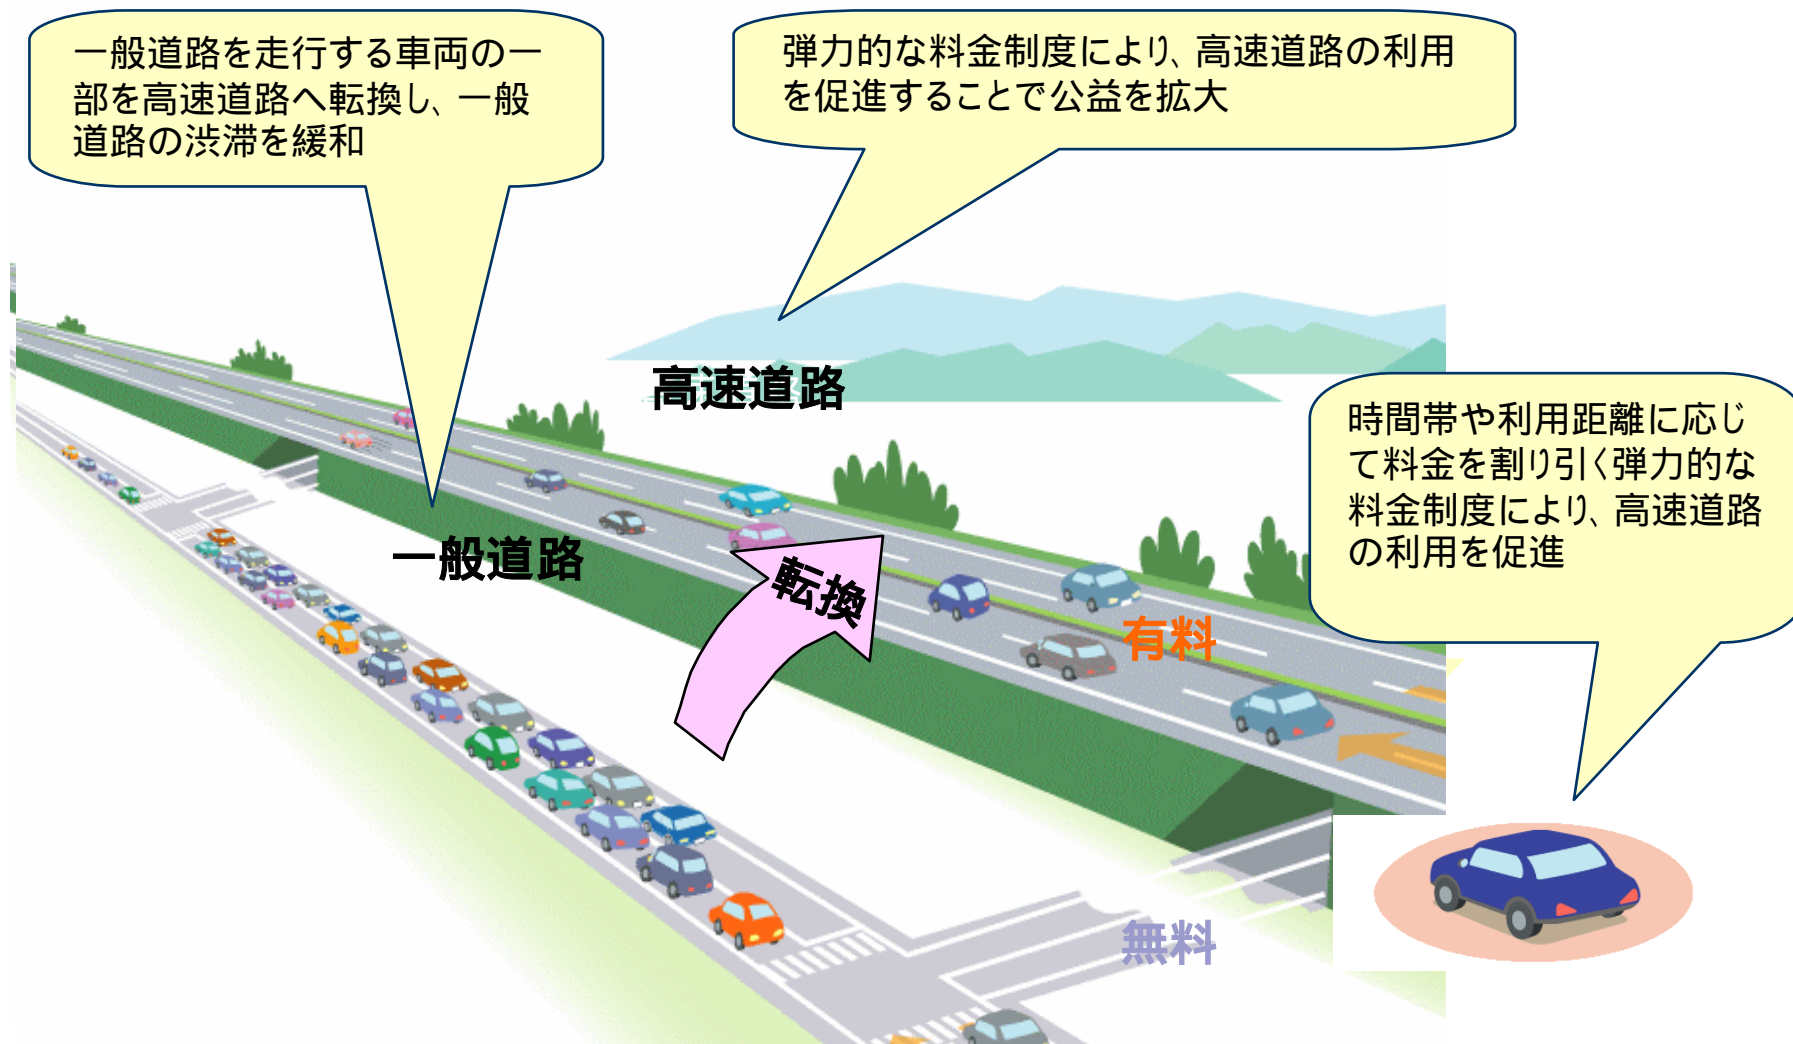 一般道路を走行する車両の一
部を高速道路へ転換し、一般
道路の渋滞を緩和
弾力的な料金制度により、高速道路の利用
を促進することで公益を拡大
高速道路
時間帯や利用距離に応じ
て料金を割り引く弾力的な
料金制度により、高速道路
の利用を促進
一般道路
転換
有料
無料